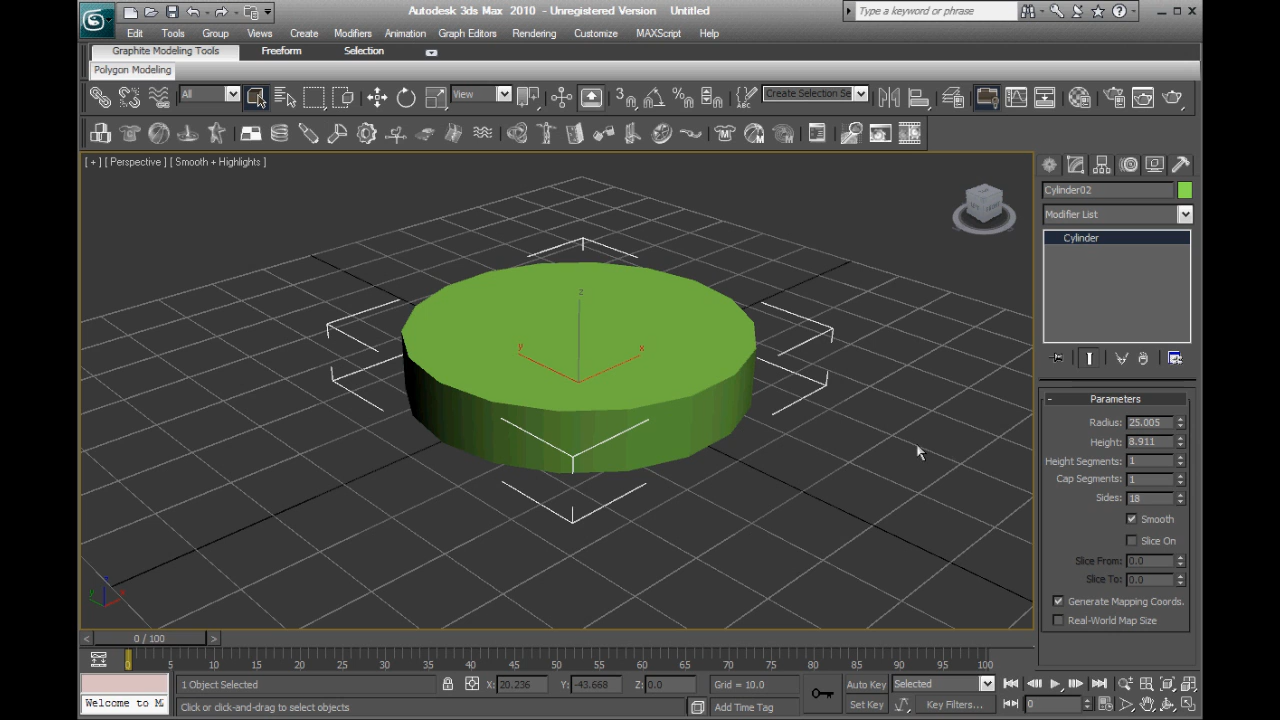 Autodesk 3ds Max 2010 - Unregistered Version Untitled
Type a keyword or phrase
Edit Tools Group Views Create Modifiers Animation Graph Editors Rendering Customize MAXScript Help
Graphite Modeling Tools Freeform Selection
Polygon Modeling
All View 3 Create Selection Se
[ + ] [ Perspective ] [ Smooth + Highlights ]
Cylinder02
Modifier List
Cylinder
z
y
x
- Parameters
Radius: 25.005
Height: 8.911
Height Segments: 1
Cap Segments: 1
Sides: 18
Smooth
Slice On
Slice From: 0.0
Slice To: 0.0
Generate Mapping Coords.
Real-World Map Size
y x
< 0 / 100 >
0 5 10 15 20 25 30 35 40 45 50 55 60 65 70 75 80 85 90 95 100
1 Object Selected X: 20.236 Y: -43.668 Z: 0.0 Grid = 10.0 Auto Key Selected
Welcome to M Click or click-and-drag to select objects Add Time Tag Set Key Key Filters... 0